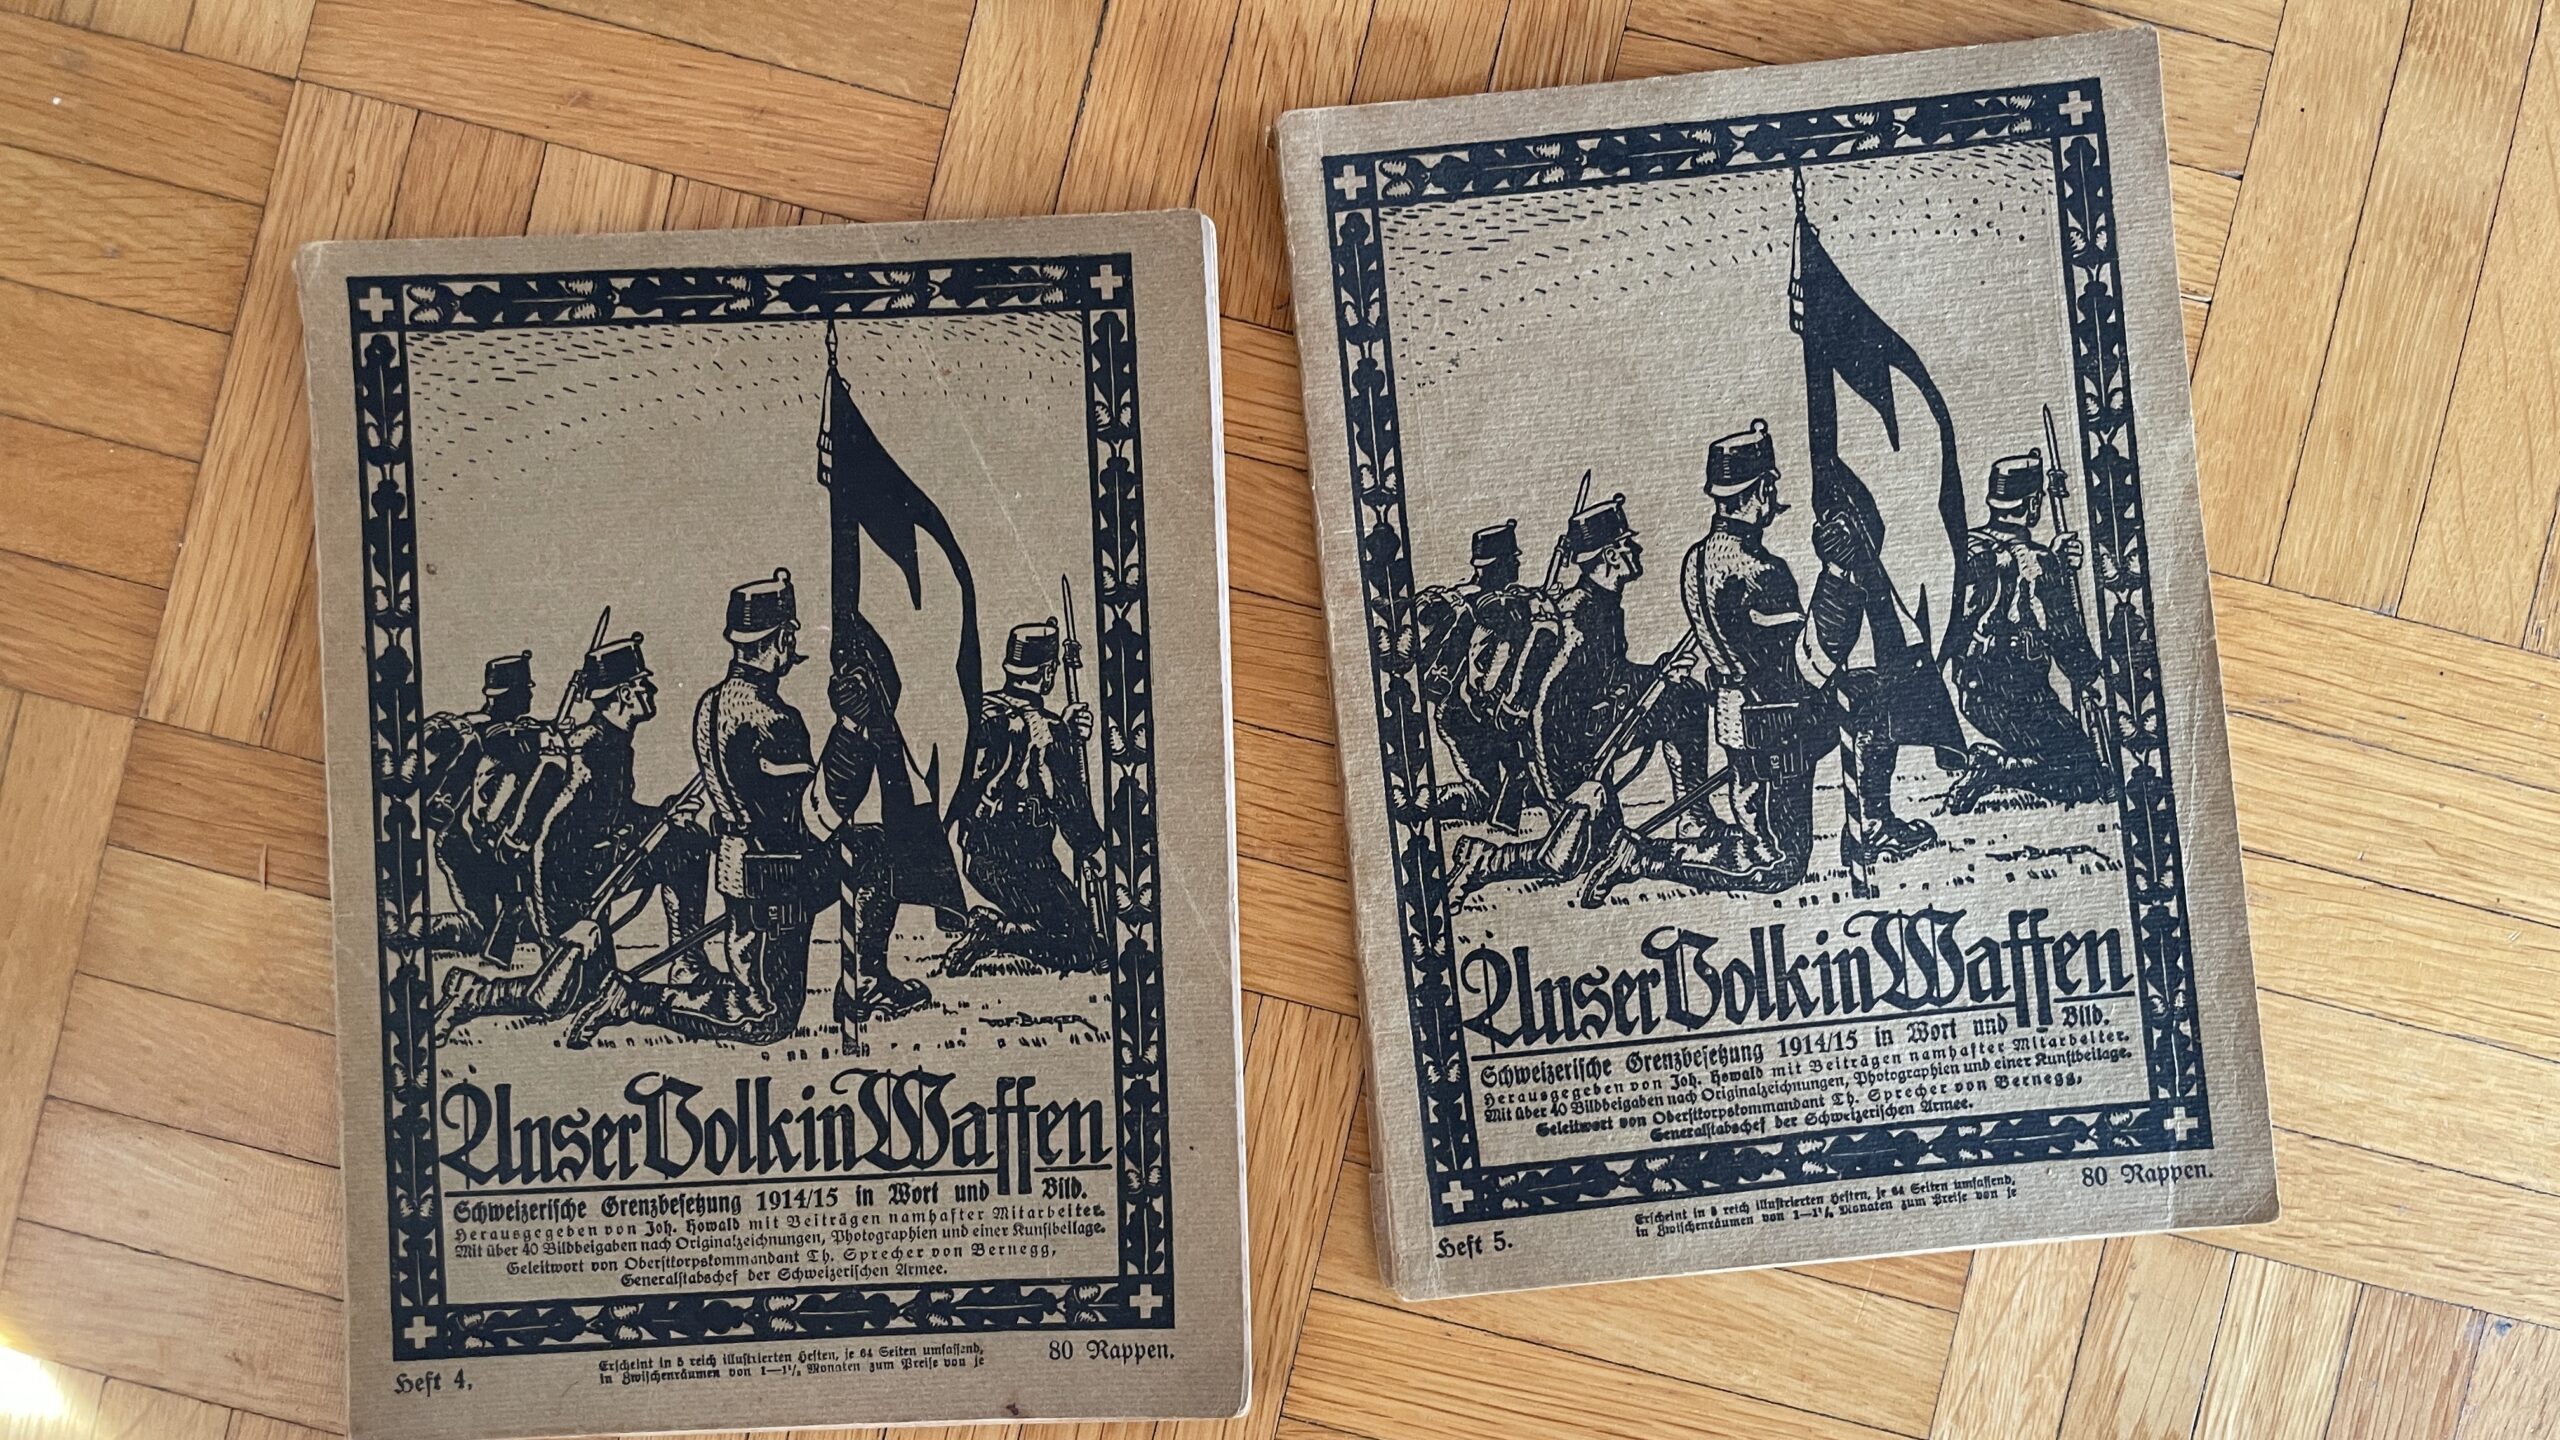 W. F. BURGER.
Unser Volk in Waffen
Schweizerische Grenzbesetzung 1914/15 in Wort und Bild.
Herausgegeben von Joh. Howald mit Beiträgen namhafter Mitarbeiter.
Mit über 40 Bildbeigaben nach Originalzeichnungen, Photographien und einer Kunstbeilage.
Geleitwort von Oberstkorpskommandant Th. Sprecher von Bernegg,
Generalstabschef der Schweizerischen Armee.
Heft 4.
Erscheint in 5 reich illustrierten Heften, je 64 Seiten umfassend,
in Zwischenräumen von 1—1½ Monaten zum Preise von je
80 Rappen.
W. F. BURGER.
Unser Volk in Waffen
Schweizerische Grenzbesetzung 1914/15 in Wort und Bild.
Herausgegeben von Joh. Howald mit Beiträgen namhafter Mitarbeiter.
Mit über 40 Bildbeigaben nach Originalzeichnungen, Photographien und einer Kunstbeilage.
Geleitwort von Oberstkorpskommandant Th. Sprecher von Bernegg,
Generalstabschef der Schweizerischen Armee.
Heft 5.
Erscheint in 5 reich illustrierten Heften, je 64 Seiten umfassend,
in Zwischenräumen von 1—1½ Monaten zum Preise von je
80 Rappen.